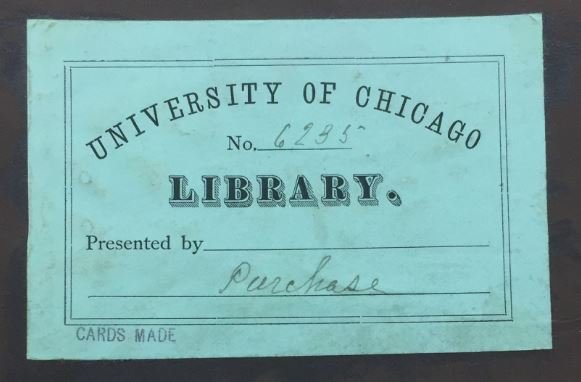 UNIVERSITY OF CHICAGO
No. 6235
LIBRARY.
Presented by
Purchase
CARDS MADE